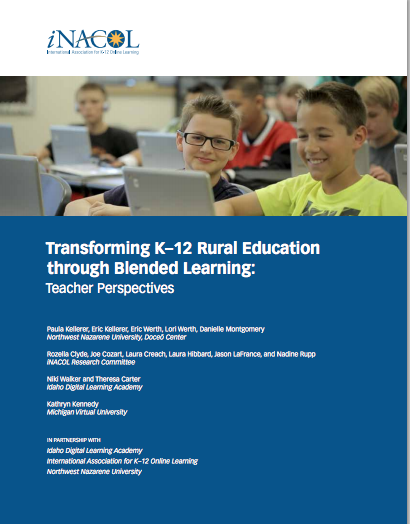 iNACOL
International Association for K-12 Online Learning
Transforming K–12 Rural Education
through Blended Learning:
Teacher Perspectives
Paula Kellerer, Eric Kellerer, Eric Werth, Lori Werth, Danielle Montgomery
Northwest Nazarene University, Doceō Center
Rozella Clyde, Joe Cozart, Laura Creach, Laura Hibbard, Jason LaFrance, and Nadine Rupp
iNACOL Research Committee
Niki Walker and Theresa Carter
Idaho Digital Learning Academy
Kathryn Kennedy
Michigan Virtual University
IN PARTNERSHIP WITH
Idaho Digital Learning Academy
International Association for K–12 Online Learning
Northwest Nazarene University